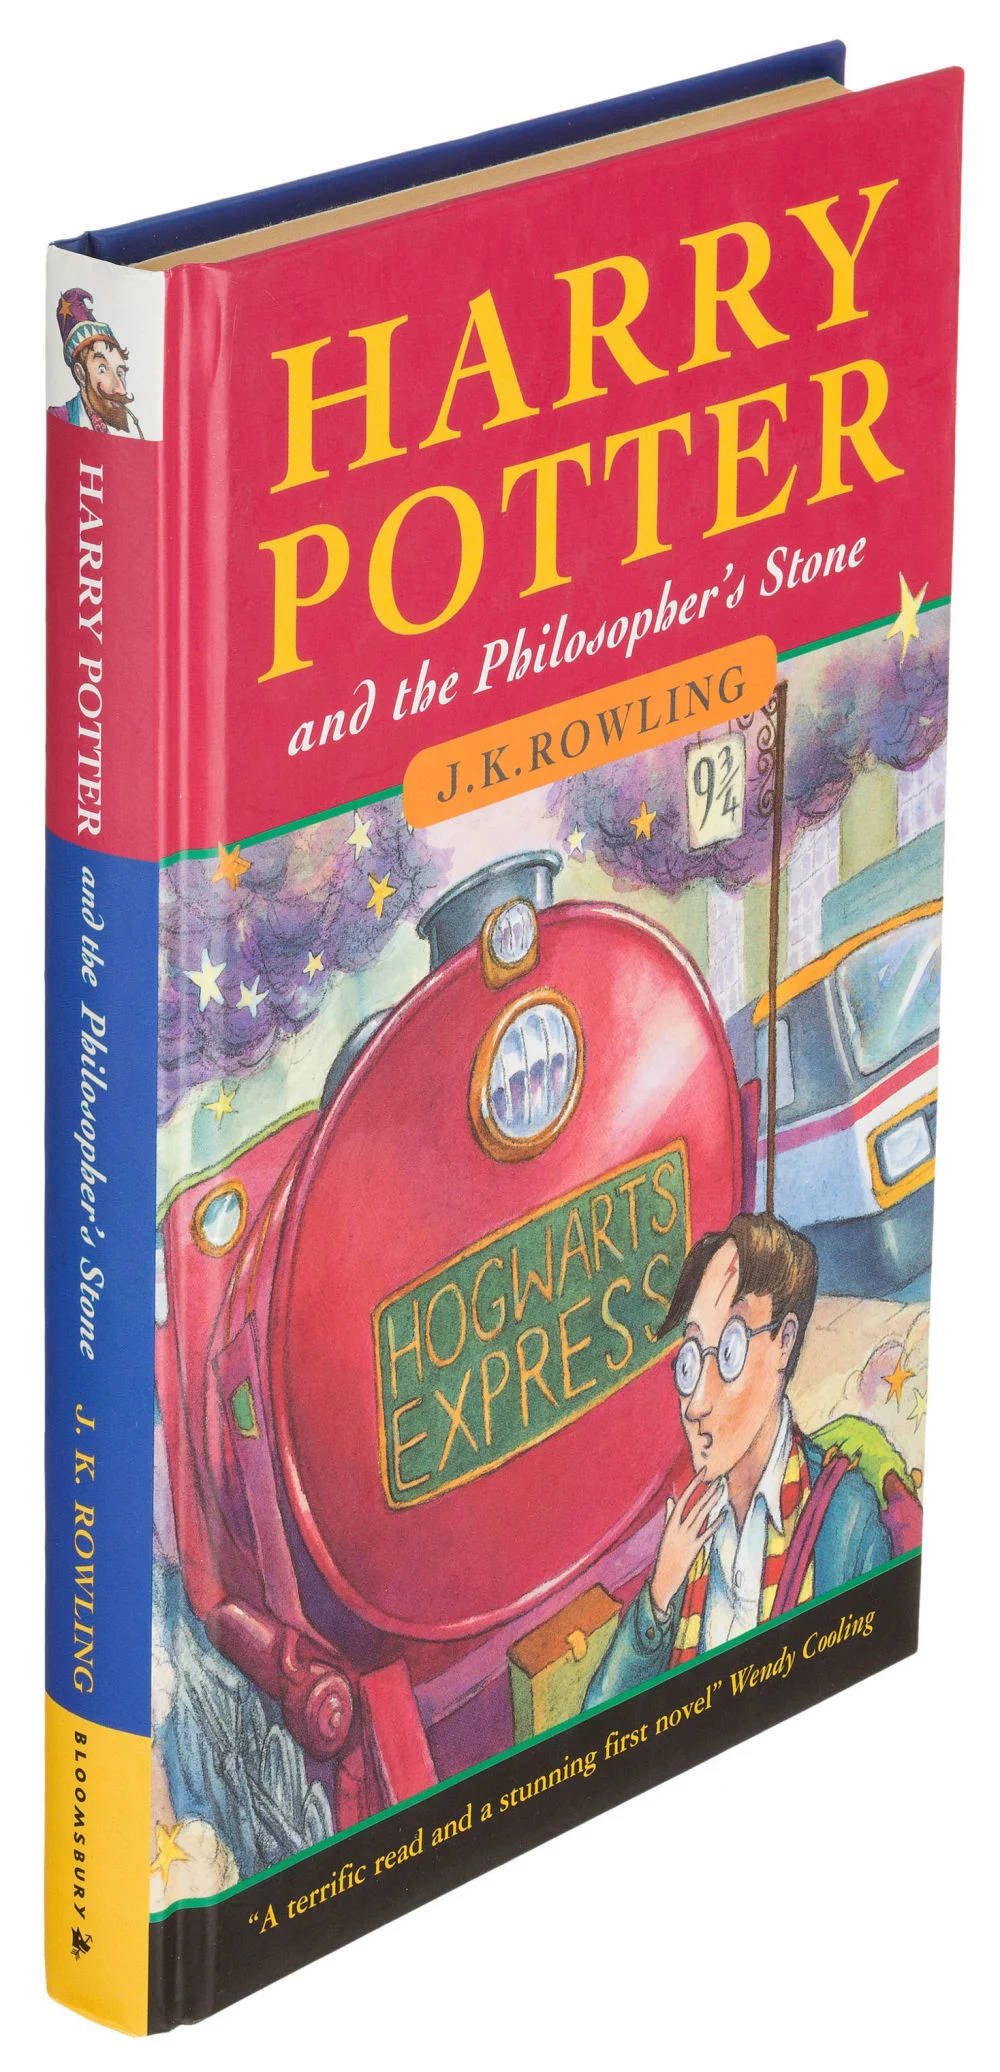 HARRY
POTTER
and the Philosopher's Stone
J.K.ROWLING
9¾
HOGWARTS
EXPRESS
"A terrific read and a stunning first novel" Wendy Cooling
HARRY POTTER and the Philosopher's Stone J. K. ROWLING
BLOOMSBURY